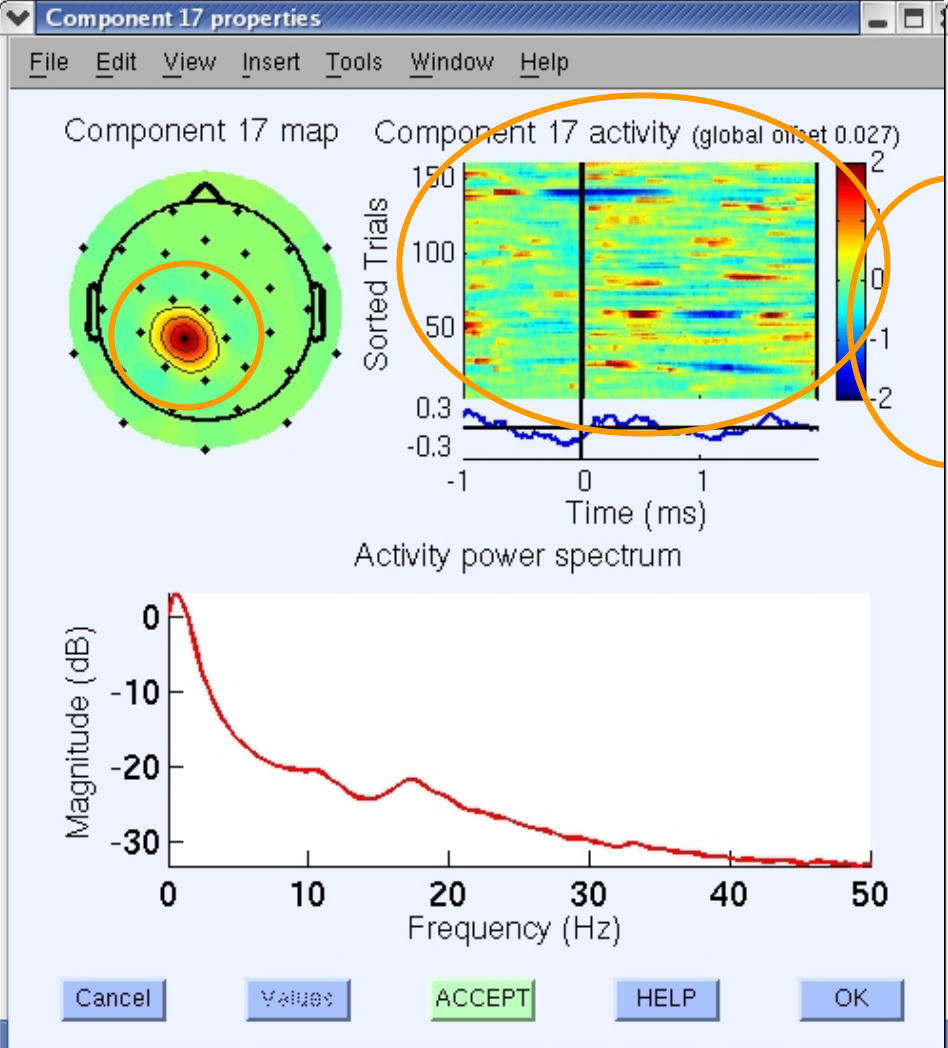 Component 17 properties
File Edit View Insert Tools Window Help
Component 17 map
Component 17 activity (global offset 0.027)
Sorted Trials
150
100
50
2
1
0
-1
-2
0.3
-0.3
-1 0 1
Time (ms)
Activity power spectrum
Magnitude (dB)
0
-10
-20
-30
0 10 20 30 40 50
Frequency (Hz)
Cancel Values ACCEPT HELP OK